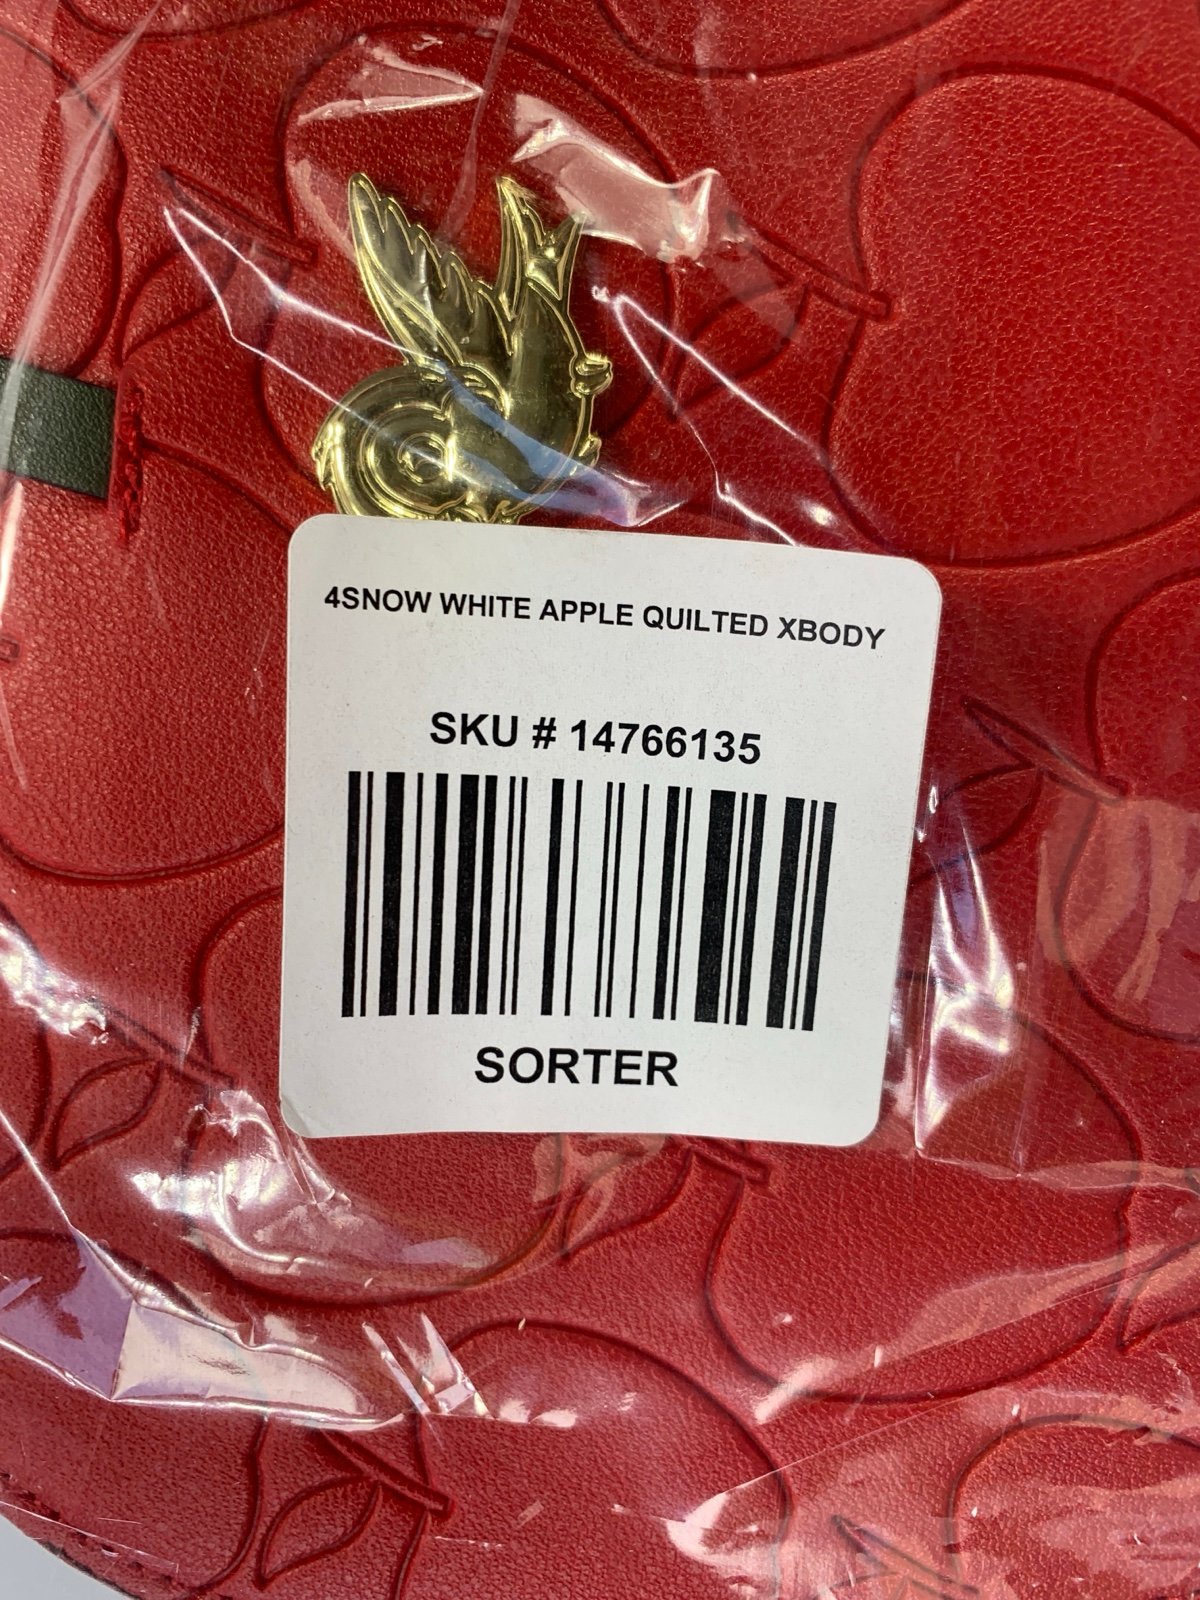 4SNOW WHITE APPLE QUILTED XBODY
SKU # 14766135
SORTER